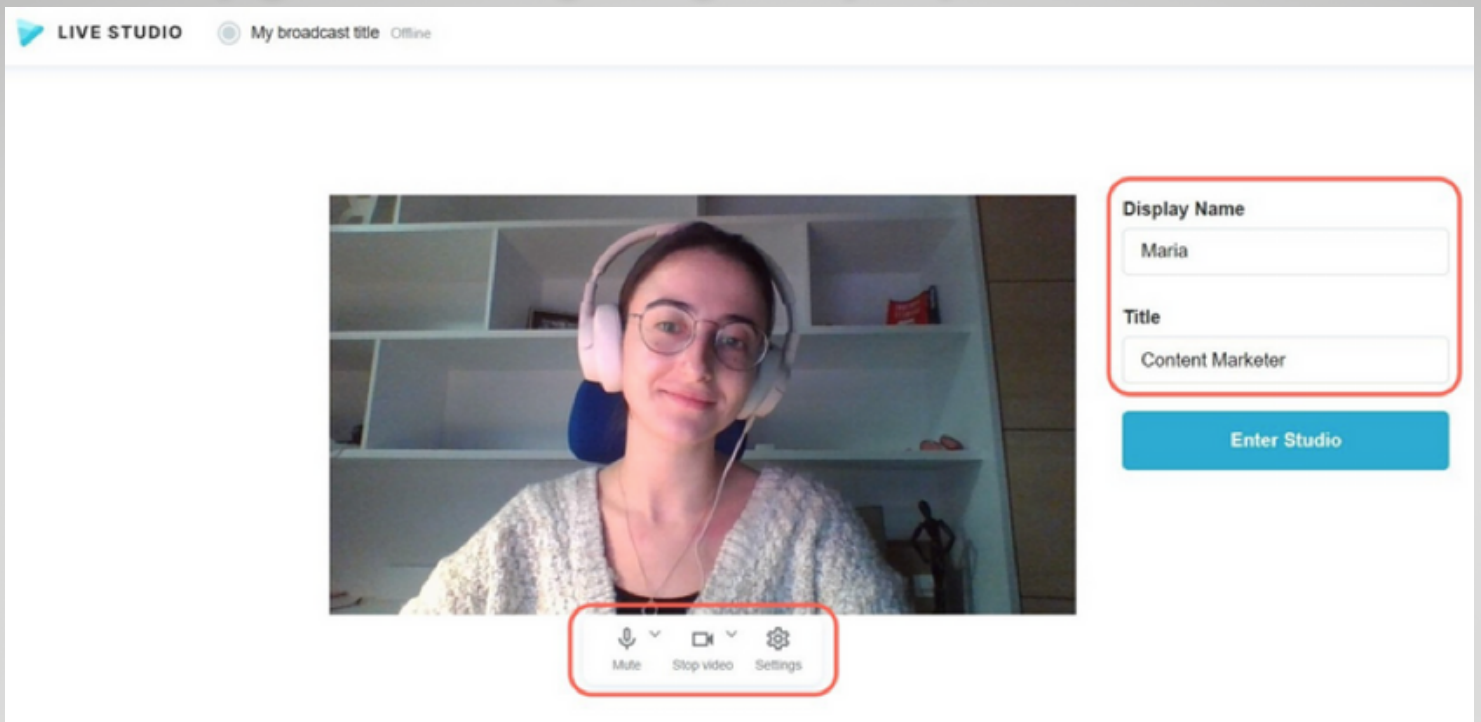 LIVE STUDIO My broadcast title Offline
Display Name
Maria
Title
Content Marketer
Enter Studio
Mute Stop video Settings